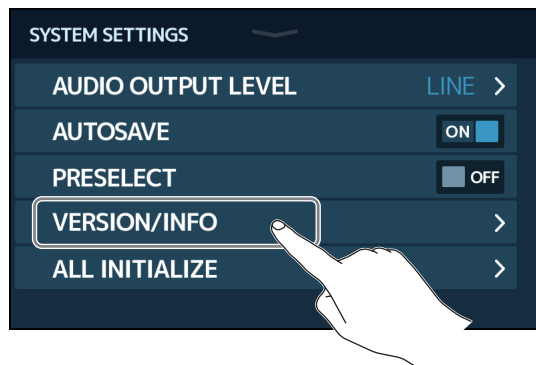 SYSTEM SETTINGS
AUDIO OUTPUT LEVEL LINE >
AUTOSAVE ON
PRESELECT OFF
VERSION/INFO >
ALL INITIALIZE >